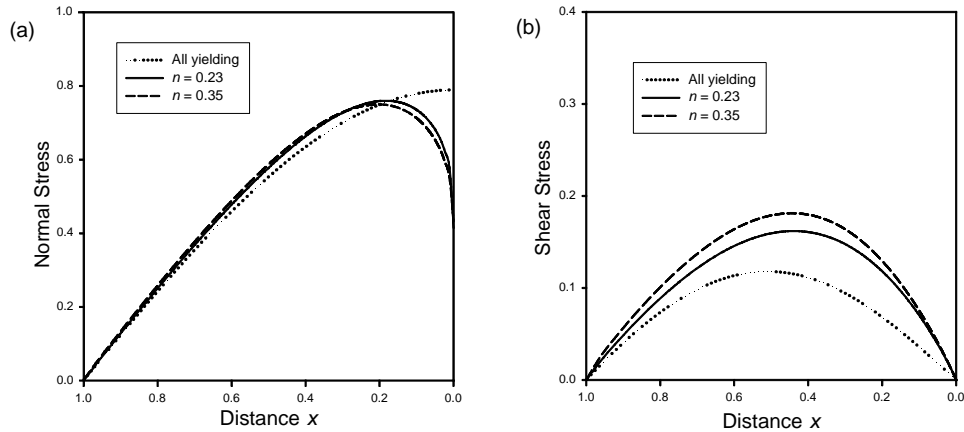 (a)
1.0
0.8
0.6
0.4
0.2
0.0
Normal Stress
All yielding
n = 0.23
n = 0.35
1.0 0.8 0.6 0.4 0.2 0.0
Distance x
(b)
0.4
0.3
0.2
0.1
0.0
Shear Stress
All yielding
n = 0.23
n = 0.35
1.0 0.8 0.6 0.4 0.2 0.0
Distance x